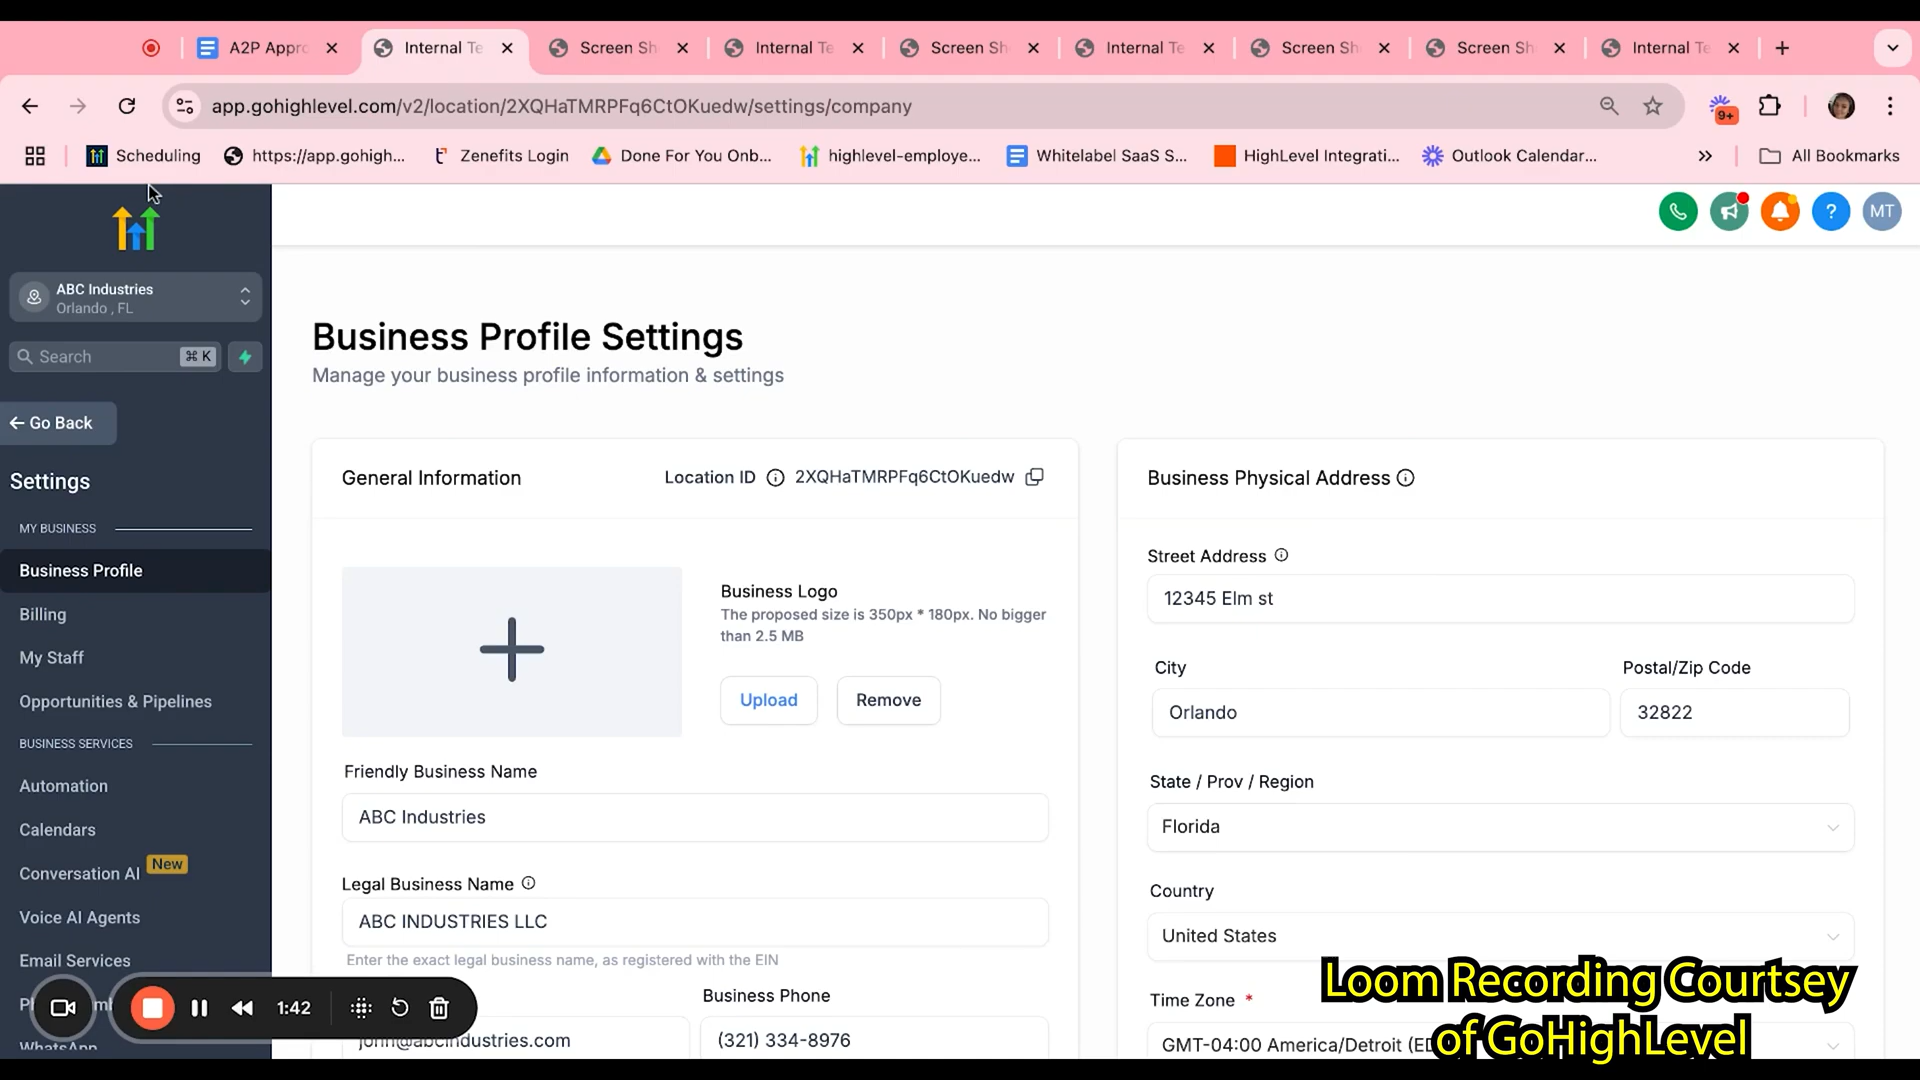 A2P Appro
Internal Te
Screen Sh
Internal Te
Screen Sh
Internal Te
Screen Sh
Screen Sh
Internal Te
app.gohighlevel.com/v2/location/2XQHaTMRPFq6CtOKuedw/settings/company
9+
Scheduling
https://app.gohigh...
Zenefits Login
Done For You Onb...
highlevel-employe...
Whitelabel SaaS S...
HighLevel Integrati...
Outlook Calendar...
All Bookmarks
MT
ABC Industries
Orlando , FL
Search
⌘ K
Go Back
Settings
MY BUSINESS
Business Profile
Billing
My Staff
Opportunities & Pipelines
BUSINESS SERVICES
Automation
Calendars
Conversation AI
New
Voice AI Agents
Email Services
WhatsApp
1:42
Business Profile Settings
Manage your business profile information & settings
General Information
Location ID
2XQHaTMRPFq6CtOKuedw
Business Logo
The proposed size is 350px * 180px. No bigger
than 2.5 MB
Upload
Remove
Friendly Business Name
ABC Industries
Legal Business Name
ABC INDUSTRIES LLC
Enter the exact legal business name, as registered with the EIN
john@abcindustries.com
Business Phone
(321) 334-8976
Business Physical Address
Street Address
12345 Elm st
City
Orlando
Postal/Zip Code
32822
State / Prov / Region
Florida
Country
United States
Time Zone *
GMT-04:00 America/Detroit (ED
Loom Recording Courtsey
of GoHighLevel